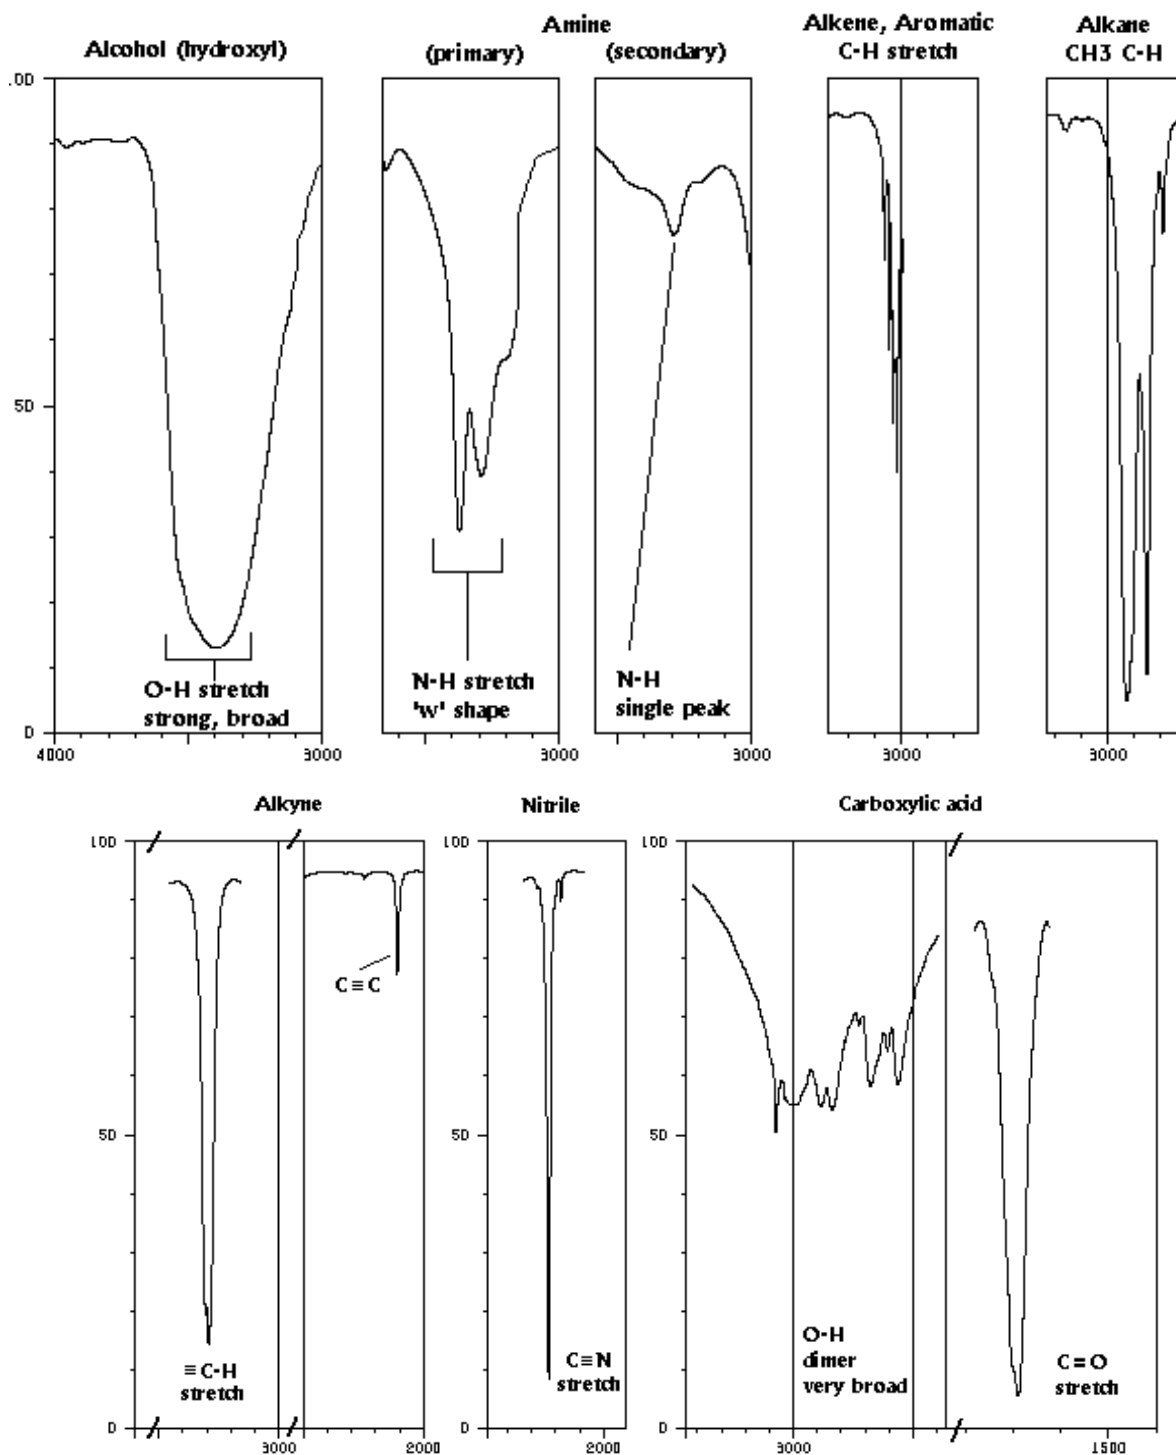 Amine
Alcohol (hydroxyl)
(primary)
(secondary)
Alkene, Aromatic
C-H stretch
Alkane
CH3 C-H
.00
50
0
O-H stretch
strong, broad
N-H stretch
'w' shape
N-H
single peak
4000
3000
3000
3000
3000
3000
Alkyne
Nitrile
Carboxylic acid
100
100
100
C≡C
50
50
50
≡C-H
stretch
C≡N
stretch
O-H
dimer
very broad
C=O
stretch
0
0
0
3000
2000
2000
3000
1500